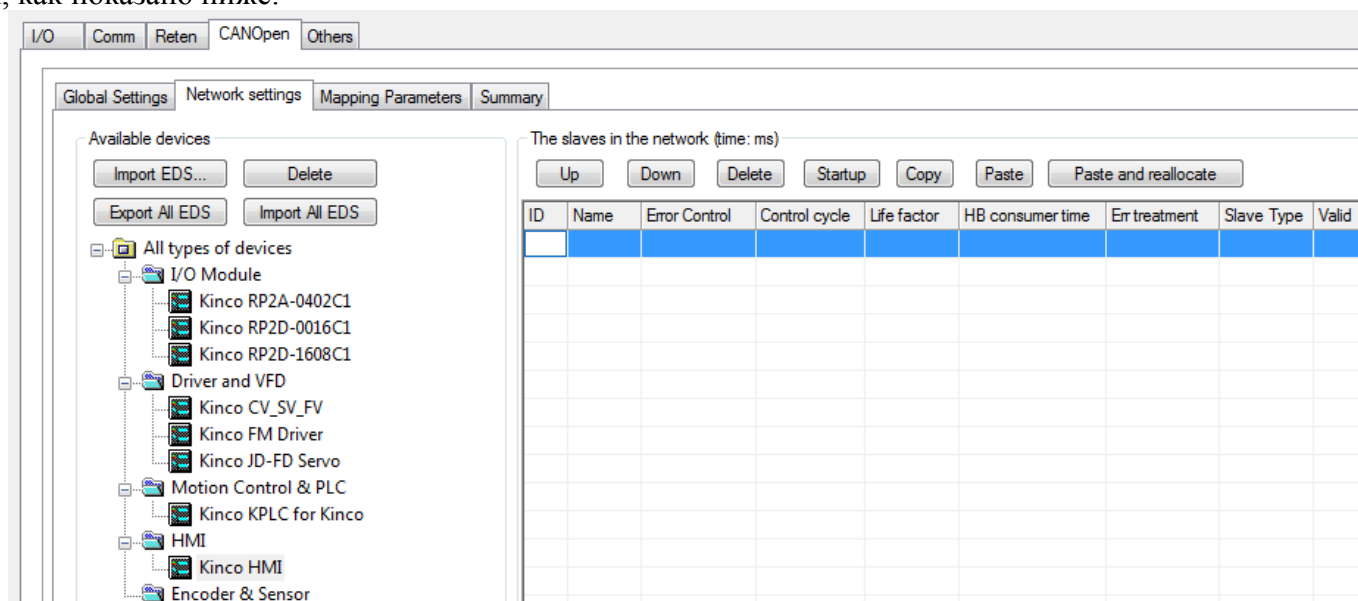 , как показано ниже.
I/O Comm Reten CANOpen Others
Global Settings Network settings Mapping Parameters Summary
Available devices
Import EDS... Delete
Export All EDS Import All EDS
All types of devices
I/O Module
Kinco RP2A-0402C1
Kinco RP2D-0016C1
Kinco RP2D-1608C1
Driver and VFD
Kinco CV_SV_FV
Kinco FM Driver
Kinco JD-FD Servo
Motion Control & PLC
Kinco KPLC for Kinco
HMI
Kinco HMI
Encoder & Sensor
The slaves in the network (time: ms)
Up Down Delete Startup Copy Paste Paste and reallocate
ID Name Error Control Control cycle Life factor HB consumer time Err treatment Slave Type Valid